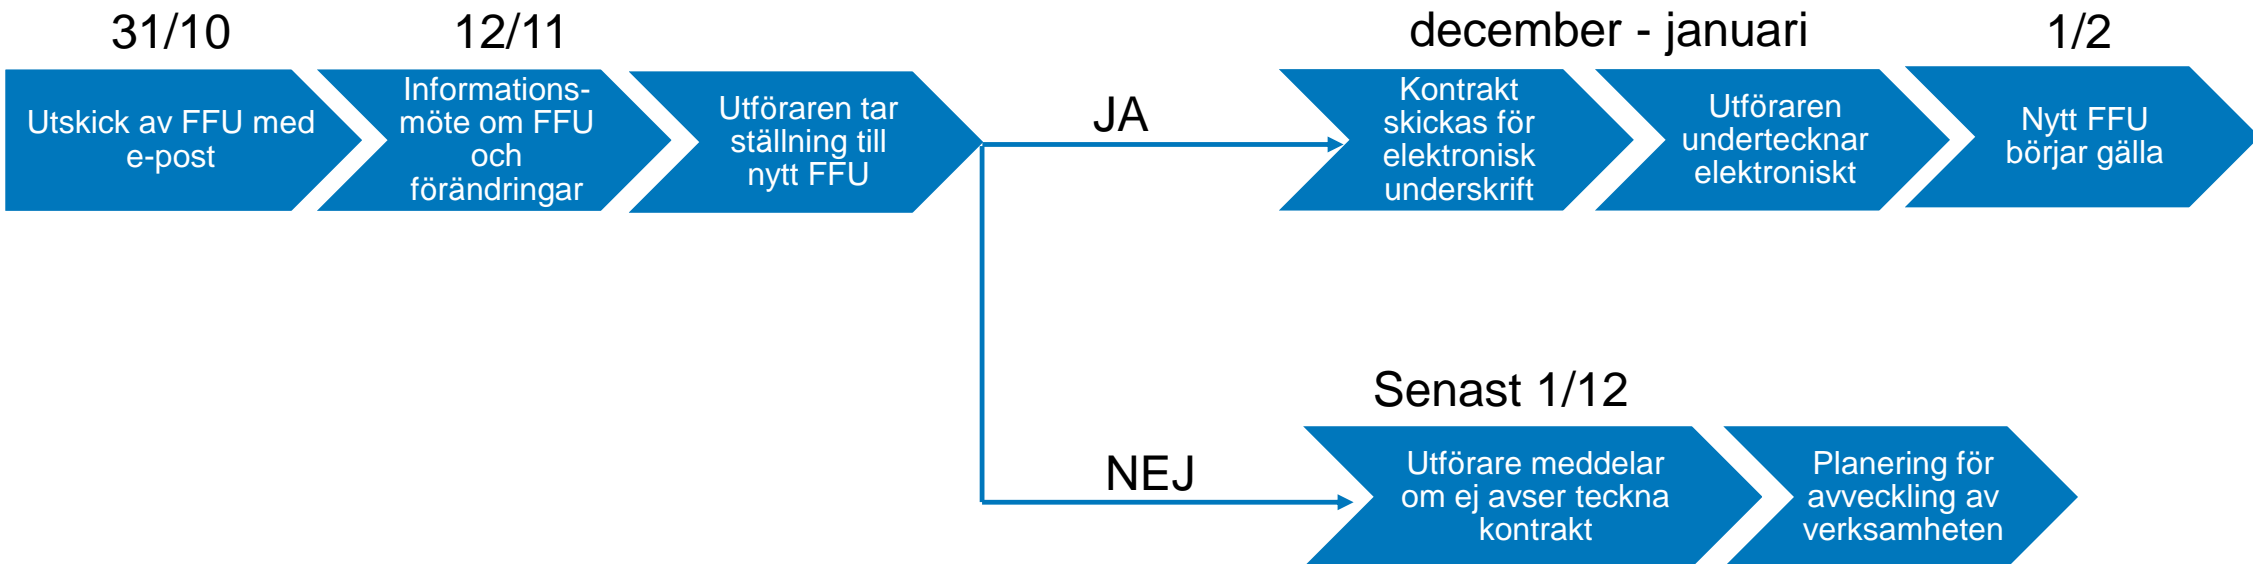 31/10
12/11
december - januari
1/2
Utskick av FFU med
e-post
Informations-
möte om FFU
och
förändringar
Utföraren tar
ställning till
nytt FFU
JA
Kontrakt
skickas för
elektronisk
underskrift
Utföraren
undertecknar
elektroniskt
Nytt FFU
börjar gälla
Senast 1/12
NEJ
Utförare meddelar
om ej avser teckna
kontrakt
Planering för
avveckling av
verksamheten